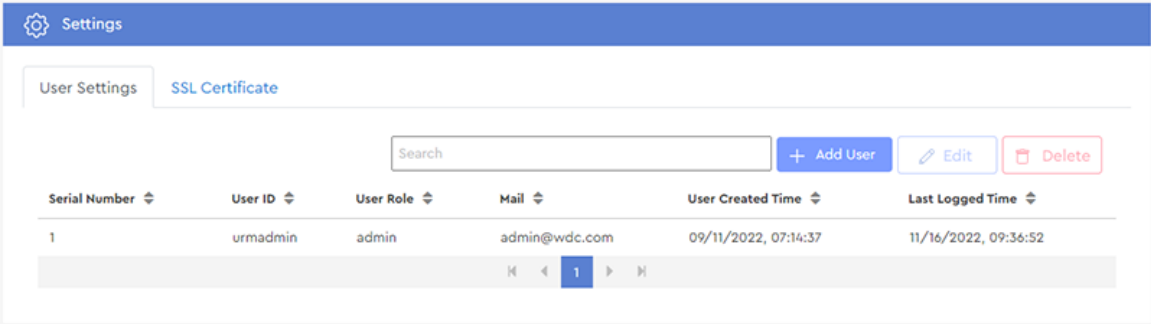 Settings
User Settings SSL Certificate
Search + Add User Edit Delete
Serial Number User ID User Role Mail User Created Time Last Logged Time
1 urmadmin admin admin@wdc.com 09/11/2022, 07:14:37 11/16/2022, 09:36:52
1